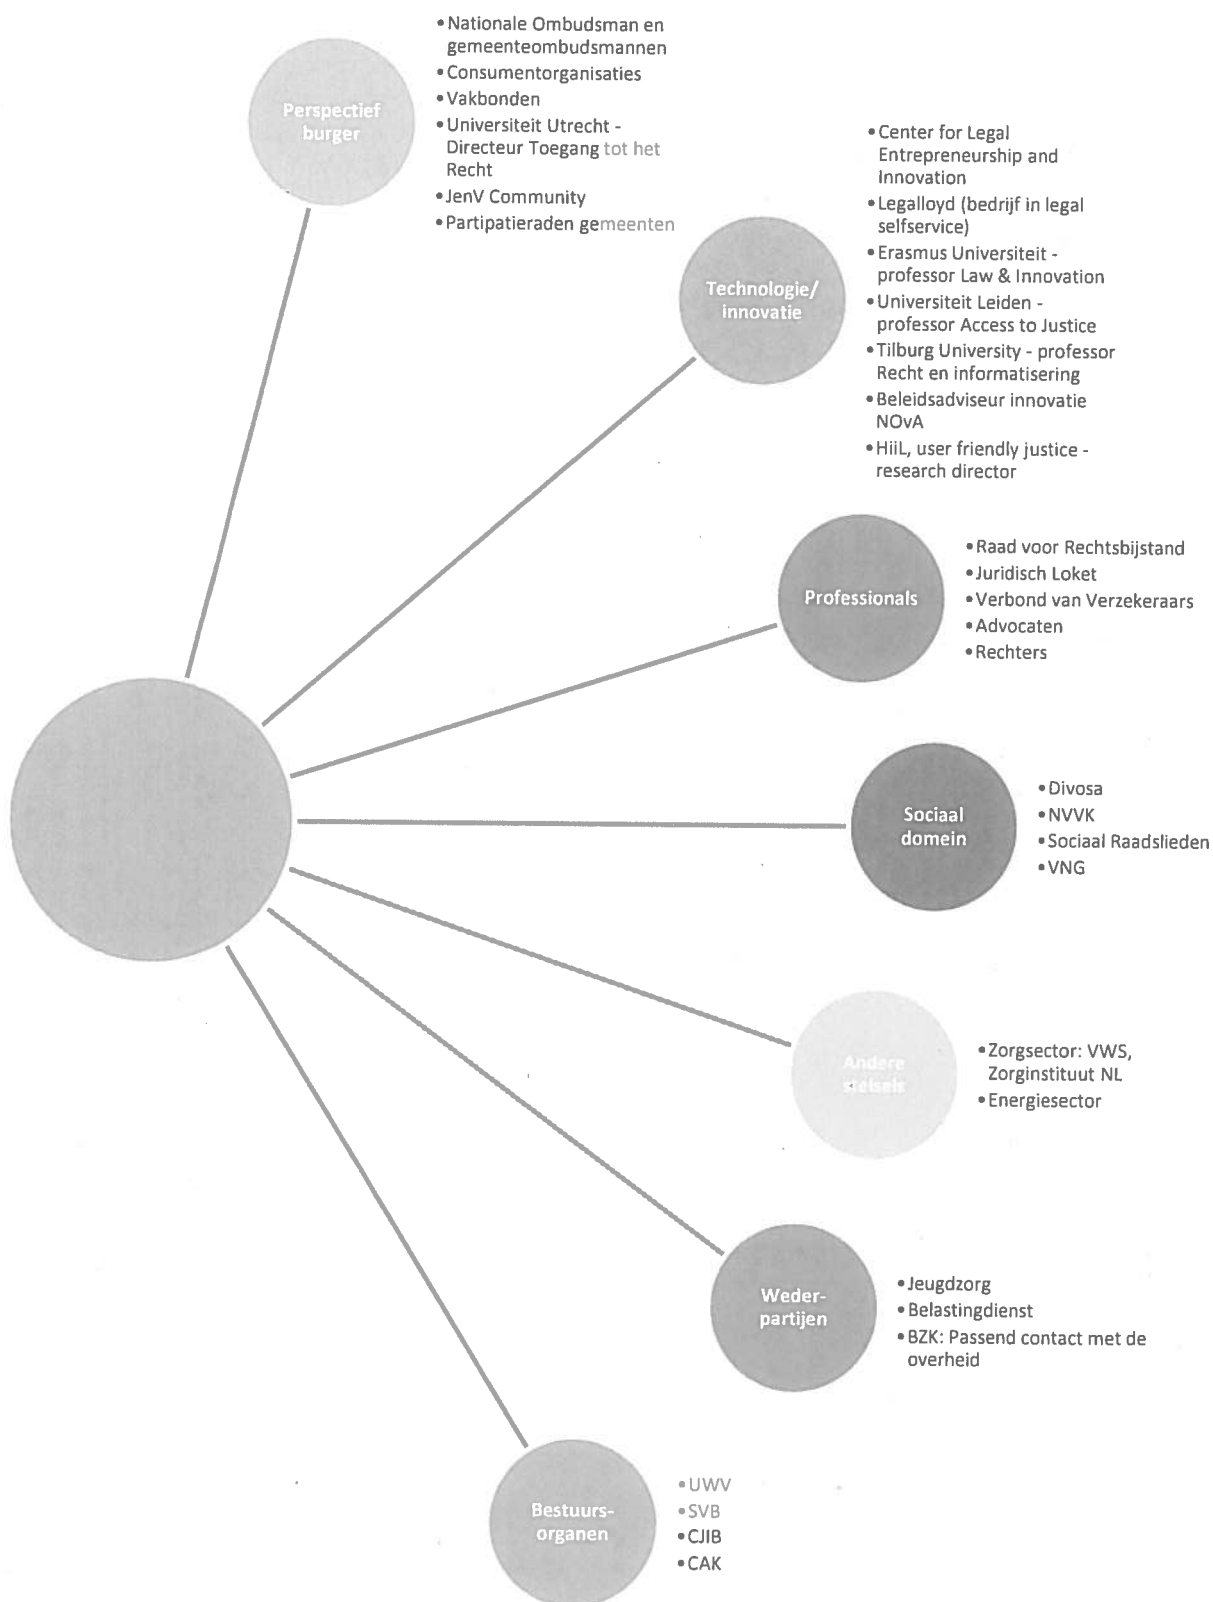 Perspectief
burger
• Nationale Ombudsman en
gemeenteombudsmannen
• Consumentorganisaties
• Vakbonden
• Universiteit Utrecht -
Directeur Toegang tot het
Recht
• JenV Community
• Partipatieraden gemeenten
Technologie/
innovatie
• Center for Legal
Entrepreneurship and
Innovation
• Legalloyd (bedrijf in legal
selfservice)
• Erasmus Universiteit -
professor Law & Innovation
• Universiteit Leiden -
professor Access to Justice
• Tilburg University - professor
Recht en informatisering
• Beleidsadviseur innovatie
NOvA
• HiiL, user friendly justice -
research director
Professionals
• Raad voor Rechtsbijstand
• Juridisch Loket
• Verbond van Verzekeraars
• Advocaten
• Rechters
Sociaal
domein
• Divosa
• NVVK
• Sociaal Raadslieden
• VNG
Andere
stelsels
• Zorgsector: VWS,
Zorginstituut NL
• Energiesector
Weder-
partijen
• Jeugdzorg
• Belastingdienst
• BZK: Passend contact met de
overheid
Bestuurs-
organen
• UWV
• SVB
• CJIB
• CAK